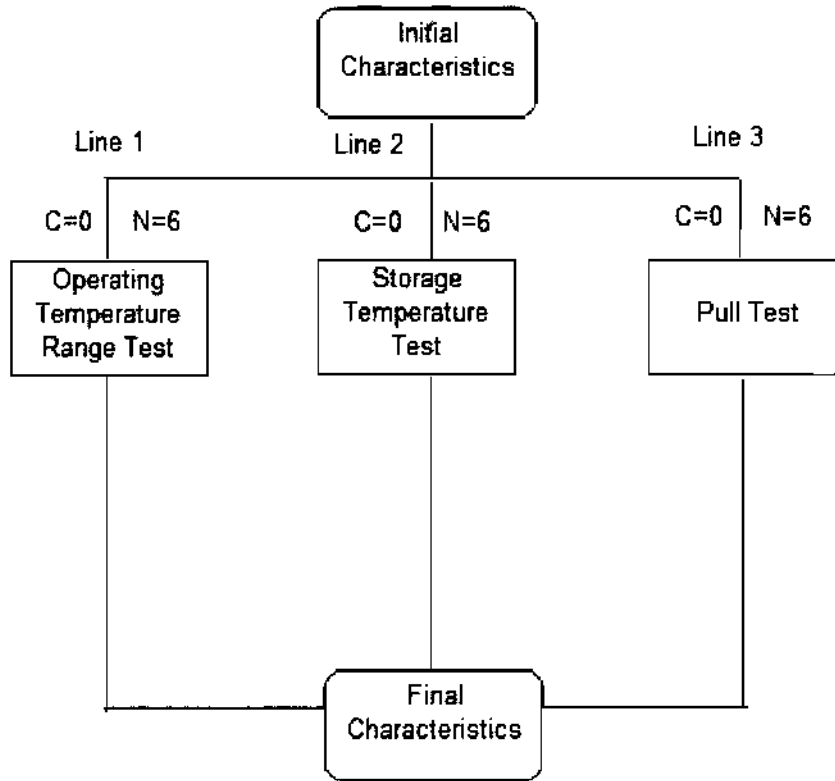 Initial
Characteristics
Line 1
Line 2
Line 3
C=0 N=6
C=0 N=6
C=0 N=6
Operating
Temperature
Range Test
Storage
Temperature
Test
Pull Test
Final
Characteristics